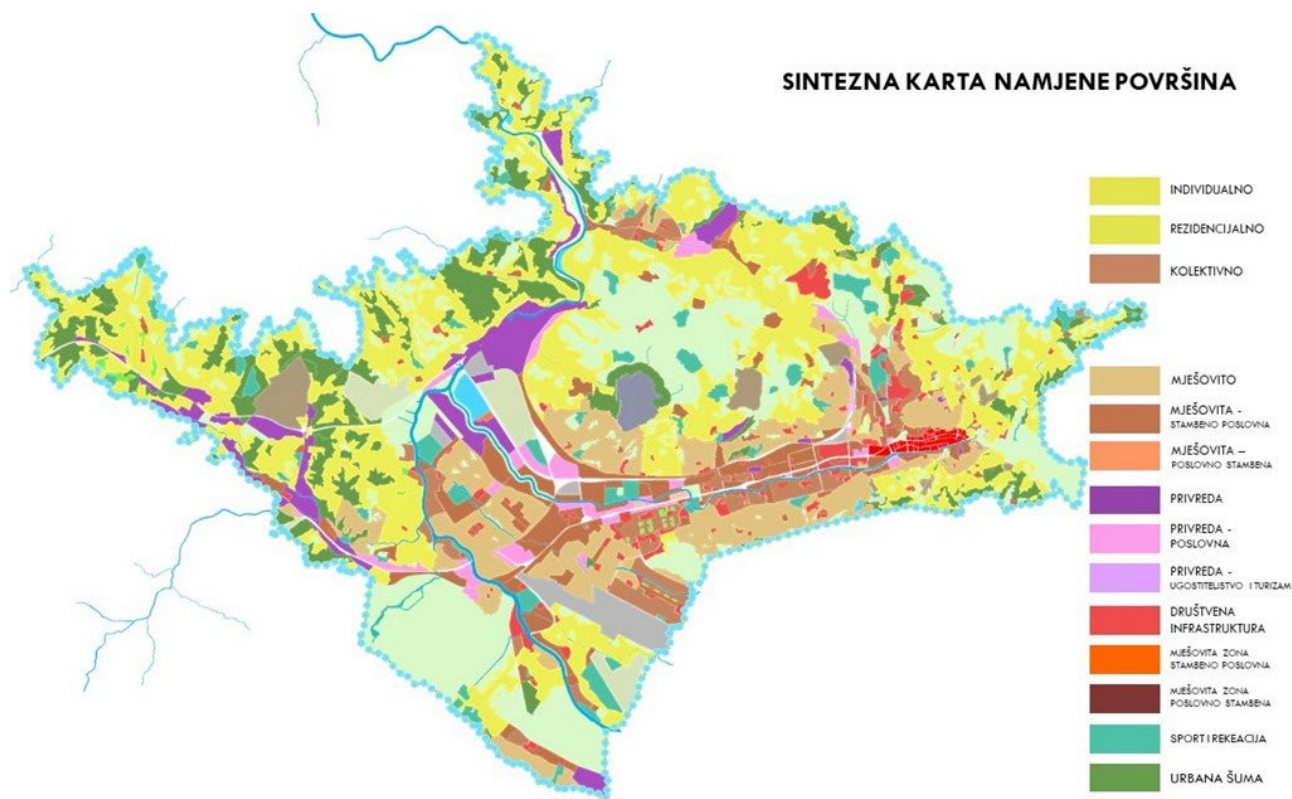 SINTEZNA KARTA NAMJENE POVRŠINA
INDIVIDUALNO
REZIDENCIJALNO
KOLEKTIVNO
MJEŠOVITO
MJEŠOVITA -
STAMBENO POSLOVNA
MJEŠOVITA –
POSLOVNO STAMBENA
PRIVREDA
PRIVREDA -
POSLOVNA
PRIVREDA -
UGOSTITELJSTVO I TURIZAM
DRUŠTVENA
INFRASTRUKTURA
MJEŠOVITA ZONA
STAMBENO POSLOVNA
MJEŠOVITA ZONA
POSLOVNO STAMBENA
SPORT I REKEACIJA
URBANA ŠUMA